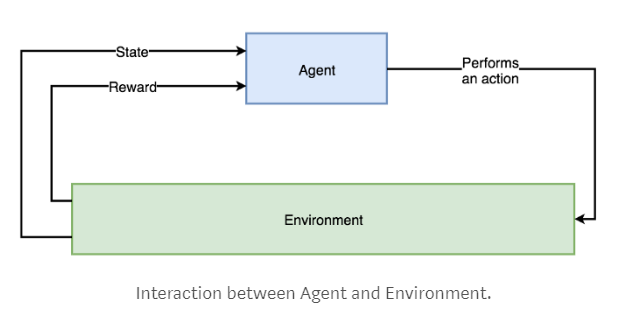 State
Reward
Agent
Performs
an action
Environment
Interaction between Agent and Environment.